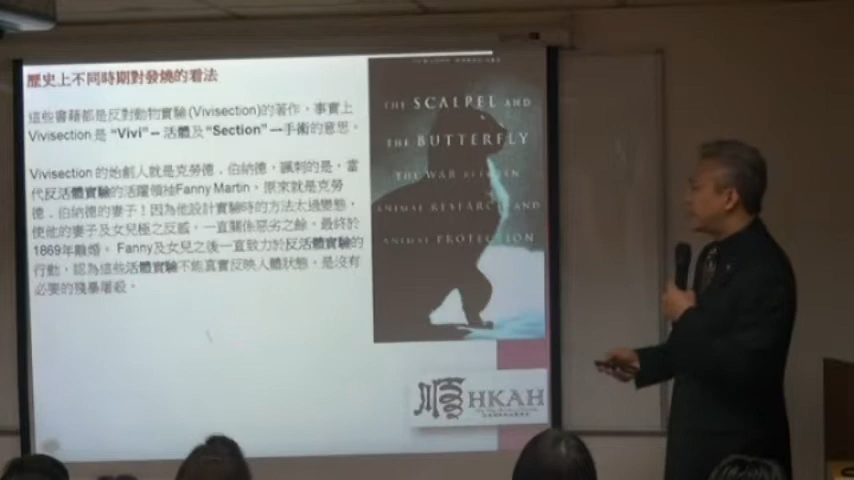 歷史上不同時期對發燒的看法
這些書籍都是反對動物實驗(Vivisection)的著作，事實上
Vivisection 是 “Vivi” – 活體及 “Section” —手術的意思。
Vivisection 的始創人就是克勞德．伯納德，諷刺的是，當
代反活體實驗的活躍領袖Fanny Martin，原來就是克勞
德．伯納德的妻子！因為他設計實驗時的方法太過變態，
使他的妻子及女兒極之反感，一直關係惡劣之餘，最終於
1869年離婚。 Fanny及女兒之後一直致力於反活體實驗的
行動，認為這些活體實驗不能真實反映人體狀態，是沒有
必要的殘暴屠殺。
THE SCALPEL AND
THE BUTTERFLY
THE WAR BETWEEN
ANIMAL RESEARCH AND
ANIMAL PROTECTION
順 HKAH